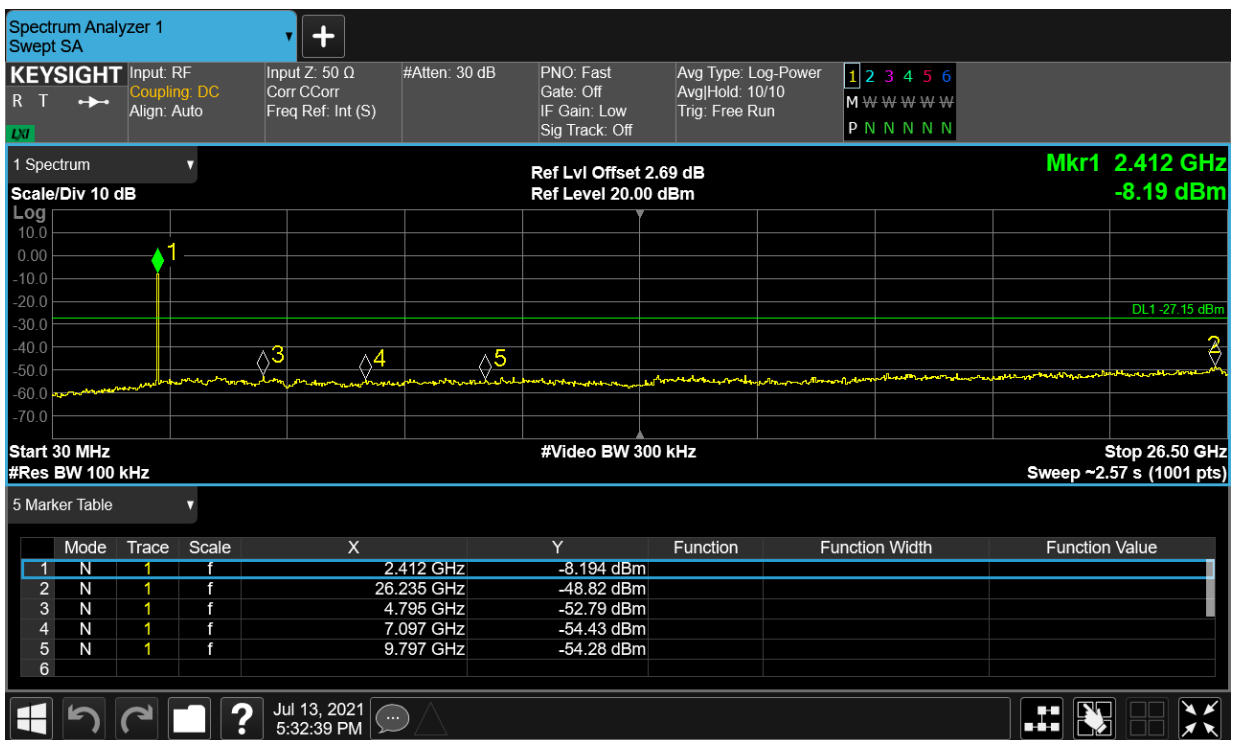 Spectrum Analyzer 1
Swept SA
+
KEYSIGHT Input: RF Input Z: 50 Ω #Atten: 30 dB PNO: Fast Avg Type: Log-Power 1 2 3 4 5 6
R T Coupling: DC Corr CCorr Gate: Off Avg|Hold: 10/10 M W W W W W
Align: Auto Freq Ref: Int (S) IF Gain: Low Trig: Free Run
LXI Sig Track: Off P N N N N N
1 Spectrum
Ref Lvl Offset 2.69 dB Mkr1 2.412 GHz
Scale/Div 10 dB Ref Level 20.00 dBm -8.19 dBm
Log
10.0
0.00 1
-10.0
-20.0
DL1 -27.15 dBm
-30.0
-40.0 2
3 4 5
-50.0
-60.0
-70.0
Start 30 MHz #Video BW 300 kHz Stop 26.50 GHz
#Res BW 100 kHz Sweep ~2.57 s (1001 pts)
5 Marker Table
Mode Trace Scale X Y Function Function Width Function Value
1 N 1 f 2.412 GHz -8.194 dBm
2 N 1 f 26.235 GHz -48.82 dBm
3 N 1 f 4.795 GHz -52.79 dBm
4 N 1 f 7.097 GHz -54.43 dBm
5 N 1 f 9.797 GHz -54.28 dBm
6
? Jul 13, 2021
5:32:39 PM